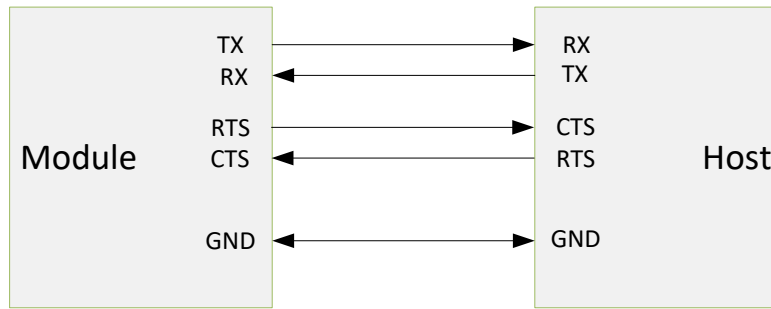 TX RX
RX TX
RTS CTS
Module CTS RTS Host
GND GND